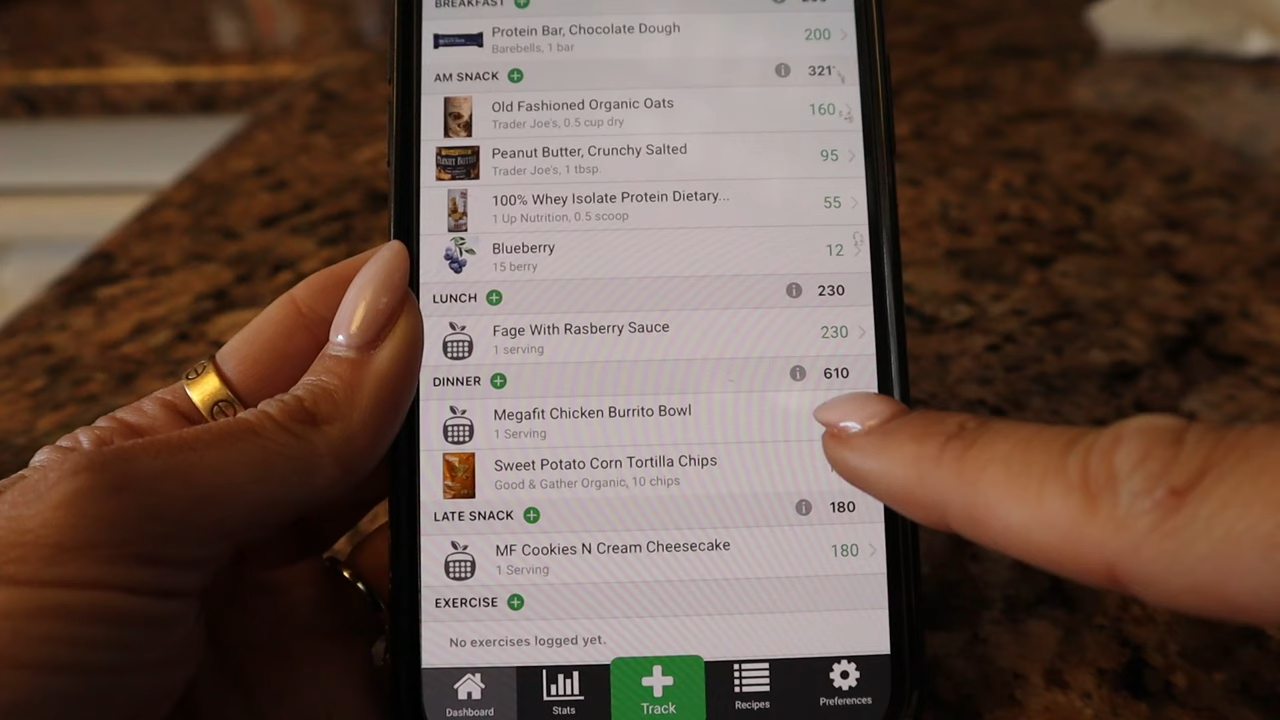 BREAKFAST
Protein Bar, Chocolate Dough 200
Barebells, 1 bar
AM SNACK 321
Old Fashioned Organic Oats 160
Trader Joe's, 0.5 cup dry
Peanut Butter, Crunchy Salted 95
Trader Joe's, 1 tbsp.
100% Whey Isolate Protein Dietary... 55
1 Up Nutrition, 0.5 scoop
Blueberry 12
15 berry
LUNCH 230
Fage With Rasberry Sauce 230
1 serving
DINNER 610
Megafit Chicken Burrito Bowl
1 Serving
Sweet Potato Corn Tortilla Chips
Good & Gather Organic, 10 chips
LATE SNACK 180
MF Cookies N Cream Cheesecake 180
1 Serving
EXERCISE
No exercises logged yet.
Dashboard Stats Track Recipes Preferences